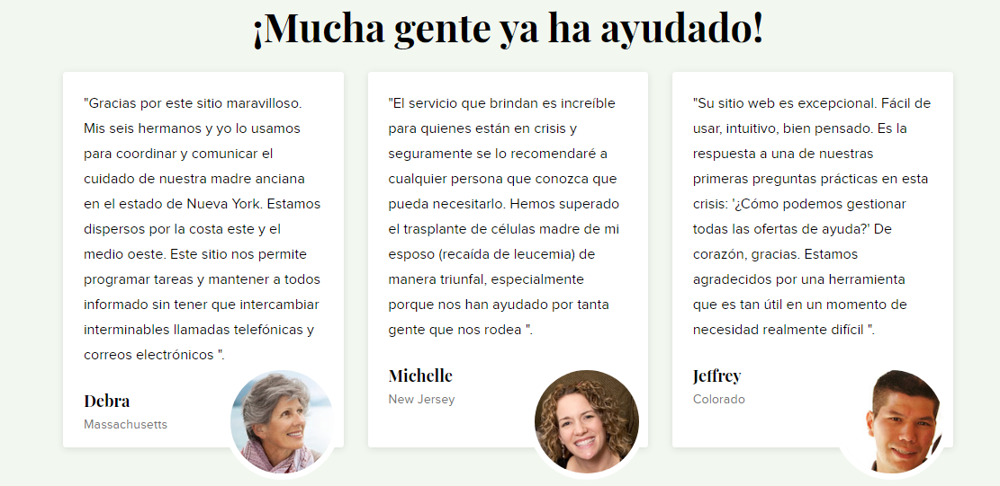 ¡Mucha gente ya ha ayudado!
"Gracias por este sitio maravilloso.
Mis seis hermanos y yo lo usamos
para coordinar y comunicar el
cuidado de nuestra madre anciana
en el estado de Nueva York. Estamos
dispersos por la costa este y el
medio oeste. Este sitio nos permite
programar tareas y mantener a todos
informado sin tener que intercambiar
interminables llamadas telefónicas y
correos electrónicos ".
Debra
Massachusetts
"El servicio que brindan es increíble
para quienes están en crisis y
seguramente se lo recomendaré a
cualquier persona que conozca que
pueda necesitarlo. Hemos superado
el trasplante de células madre de mi
esposo (recaída de leucemia) de
manera triunfal, especialmente
porque nos han ayudado por tanta
gente que nos rodea ".
Michelle
New Jersey
"Su sitio web es excepcional. Fácil de
usar, intuitivo, bien pensado. Es la
respuesta a una de nuestras
primeras preguntas prácticas en esta
crisis: '¿Cómo podemos gestionar
todas las ofertas de ayuda?' De
corazón, gracias. Estamos
agradecidos por una herramienta
que es tan útil en un momento de
necesidad realmente difícil ".
Jeffrey
Colorado